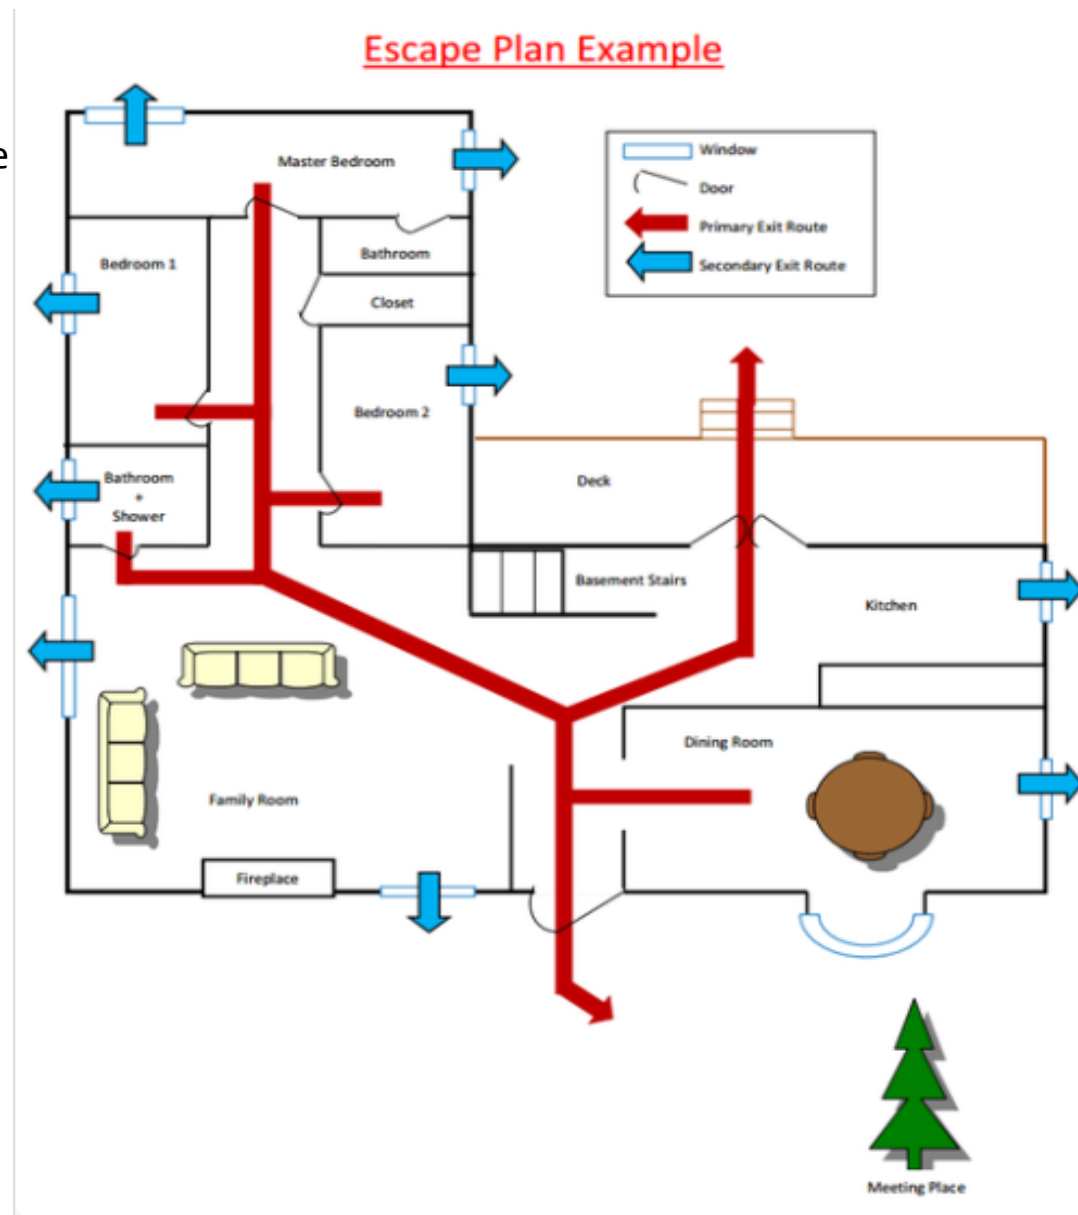 Escape Plan Example
e
Master Bedroom
Window
Door
Primary Exit Route
Secondary Exit Route
Bedroom 1
Bathroom
Closet
Bedroom 2
Bathroom
+
Shower
Deck
Basement Stairs
Kitchen
Dining Room
Family Room
Fireplace
Meeting Place